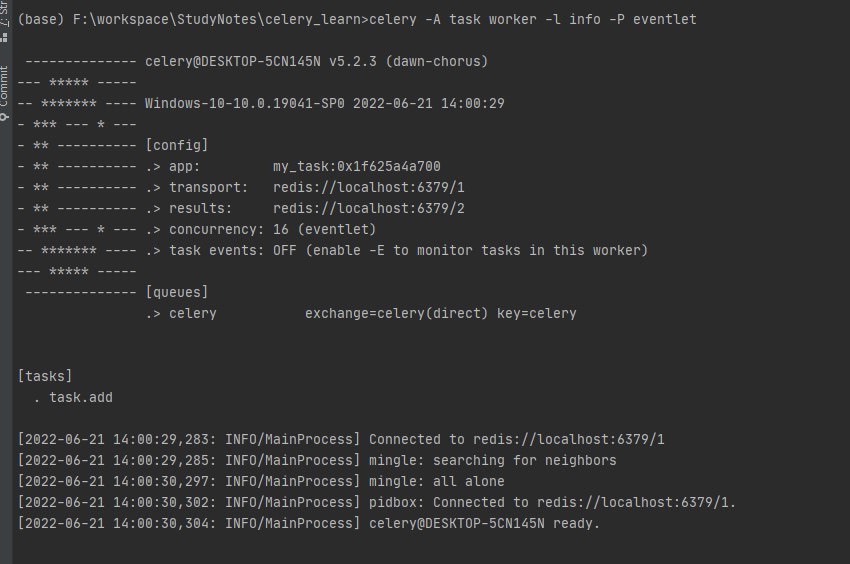 (base) F:\workspace\StudyNotes\celery_learn>celery -A task worker -l info -P eventlet
 -------------- celery@DESKTOP-5CN145N v5.2.3 (dawn-chorus)
--- ***** -----
-- ******* ---- Windows-10-10.0.19041-SP0 2022-06-21 14:00:29
- *** --- * ---
- ** ---------- [config]
- ** ---------- .> app:         my_task:0x1f625a4a700
- ** ---------- .> transport:   redis://localhost:6379/1
- ** ---------- .> results:     redis://localhost:6379/2
- *** --- * --- .> concurrency: 16 (eventlet)
-- ******* ---- .> task events: OFF (enable -E to monitor tasks in this worker)
--- ***** -----
 -------------- [queues]
                .> celery           exchange=celery(direct) key=celery
[tasks]
  . task.add
[2022-06-21 14:00:29,283: INFO/MainProcess] Connected to redis://localhost:6379/1
[2022-06-21 14:00:29,285: INFO/MainProcess] mingle: searching for neighbors
[2022-06-21 14:00:30,297: INFO/MainProcess] mingle: all alone
[2022-06-21 14:00:30,302: INFO/MainProcess] pidbox: Connected to redis://localhost:6379/1.
[2022-06-21 14:00:30,304: INFO/MainProcess] celery@DESKTOP-5CN145N ready.
Commit